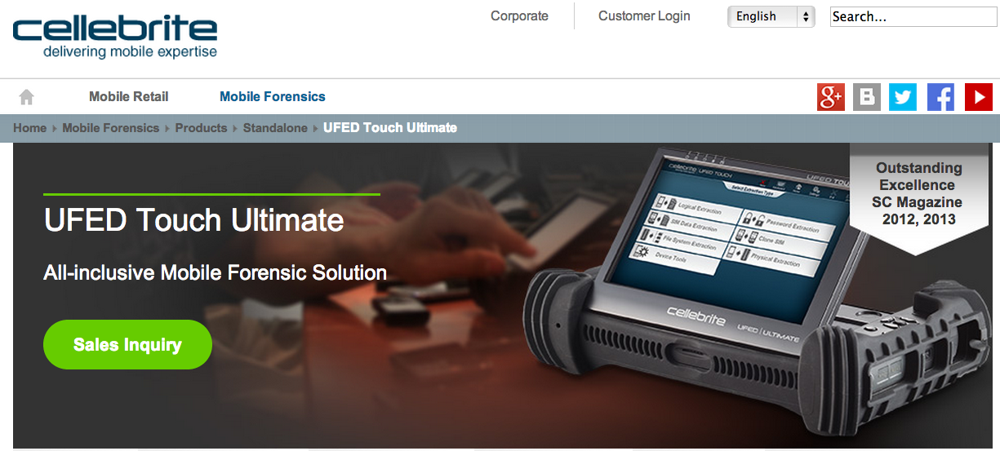 cellebrite
delivering mobile expertise
Corporate
Customer Login
English
Search...
Mobile Retail
Mobile Forensics
Home
Mobile Forensics
Products
Standalone
UFED Touch Ultimate
UFED Touch Ultimate
All-inclusive Mobile Forensic Solution
Sales Inquiry
Outstanding
Excellence
SC Magazine
2012, 2013
cellebrite UFED TOUCH
UFED TOU
Select Extraction Type
Logical Extraction
Password Extraction
SIM Data Extraction
Clone SIM
File System Extraction
Physical Extraction
Device Tools
cellebrite
UFED | ULTIMATE